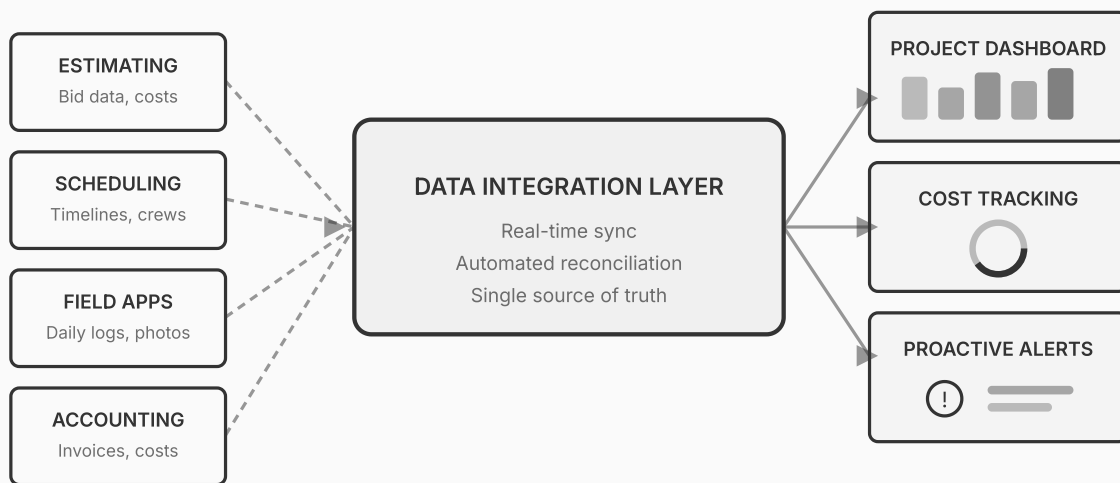 ESTIMATING
Bid data, costs
SCHEDULING
Timelines, crews
FIELD APPS
Daily logs, photos
ACCOUNTING
Invoices, costs
DATA INTEGRATION LAYER
Real-time sync
Automated reconciliation
Single source of truth
PROJECT DASHBOARD
COST TRACKING
PROACTIVE ALERTS
!